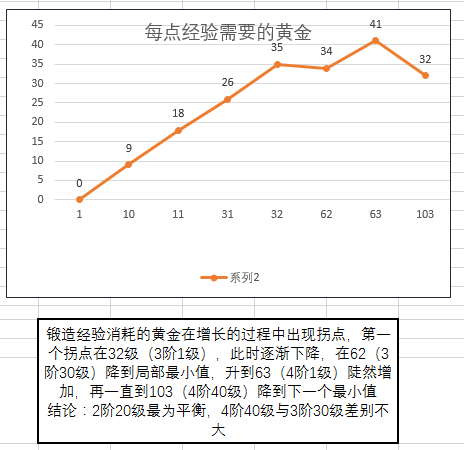 每点经验需要的黄金
45
40
35
30
25
20
15
10
5
0
0
9
18
26
35
34
41
32
1 10 11 31 32 62 63 103
系列2
锻造经验消耗的黄金在增长的过程中出现拐点，第一
个拐点在32级（3阶1级），此时逐渐下降，在62（3
阶30级）降到局部最小值，升到63（4阶1级）陡然增
加，再一直到103（4阶40级）降到下一个最小值
结论：2阶20级最为平衡，4阶40级与3阶30级差别不
大